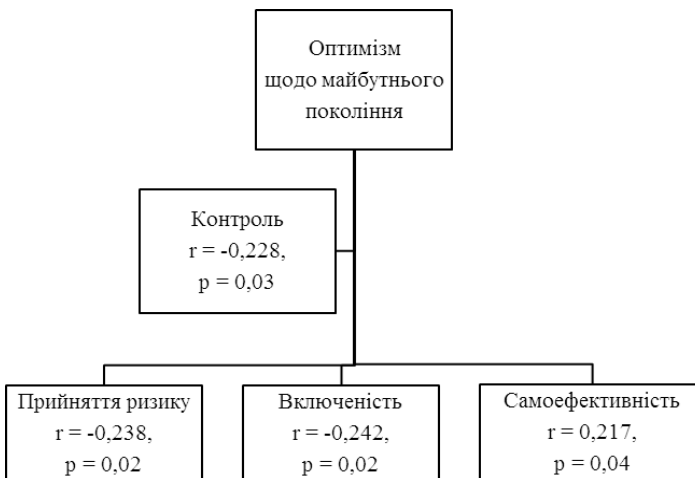 Оптимізм
щодо майбутнього
покоління
Контроль
r = -0,228,
p = 0,03
Прийняття ризику
r = -0,238,
p = 0,02
Включеність
r = -0,242,
p = 0,02
Самоефективність
r = 0,217,
p = 0,04